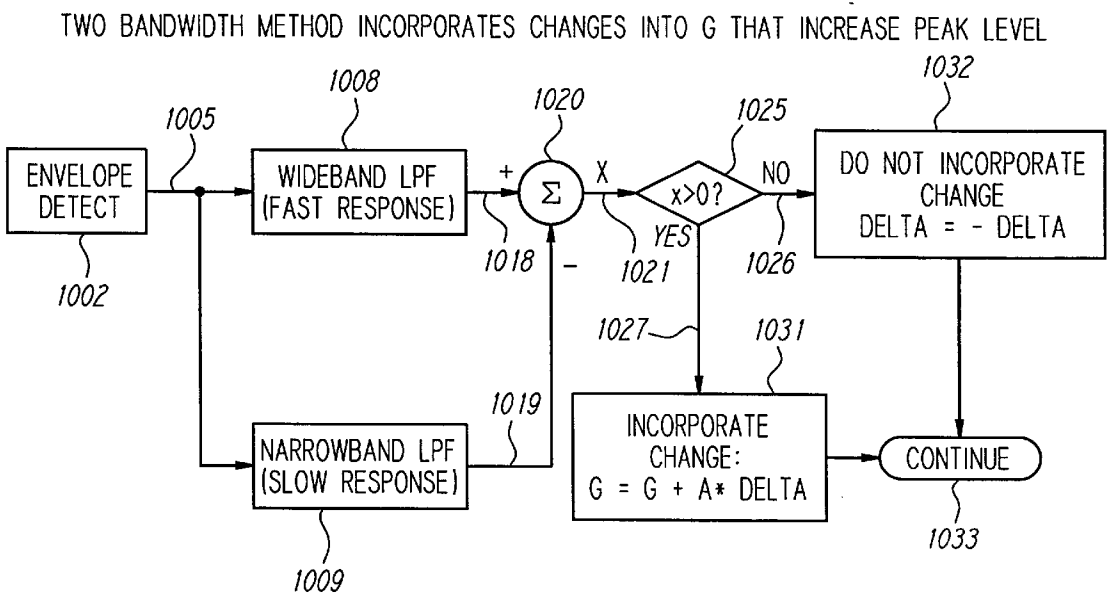 TWO BANDWIDTH METHOD INCORPORATES CHANGES INTO G THAT INCREASE PEAK LEVEL
1032
1008
1020
1025
1005
ENVELOPE
DETECT
WIDEBAND LPF
(FAST RESPONSE)
+
Σ
X
x>0?
NO
DO NOT INCORPORATE
CHANGE
DELTA = - DELTA
YES
1018
-
1021
1026
1002
1027
1031
1019
NARROWBAND LPF
(SLOW RESPONSE)
INCORPORATE
CHANGE:
G = G + A* DELTA
CONTINUE
1033
1009